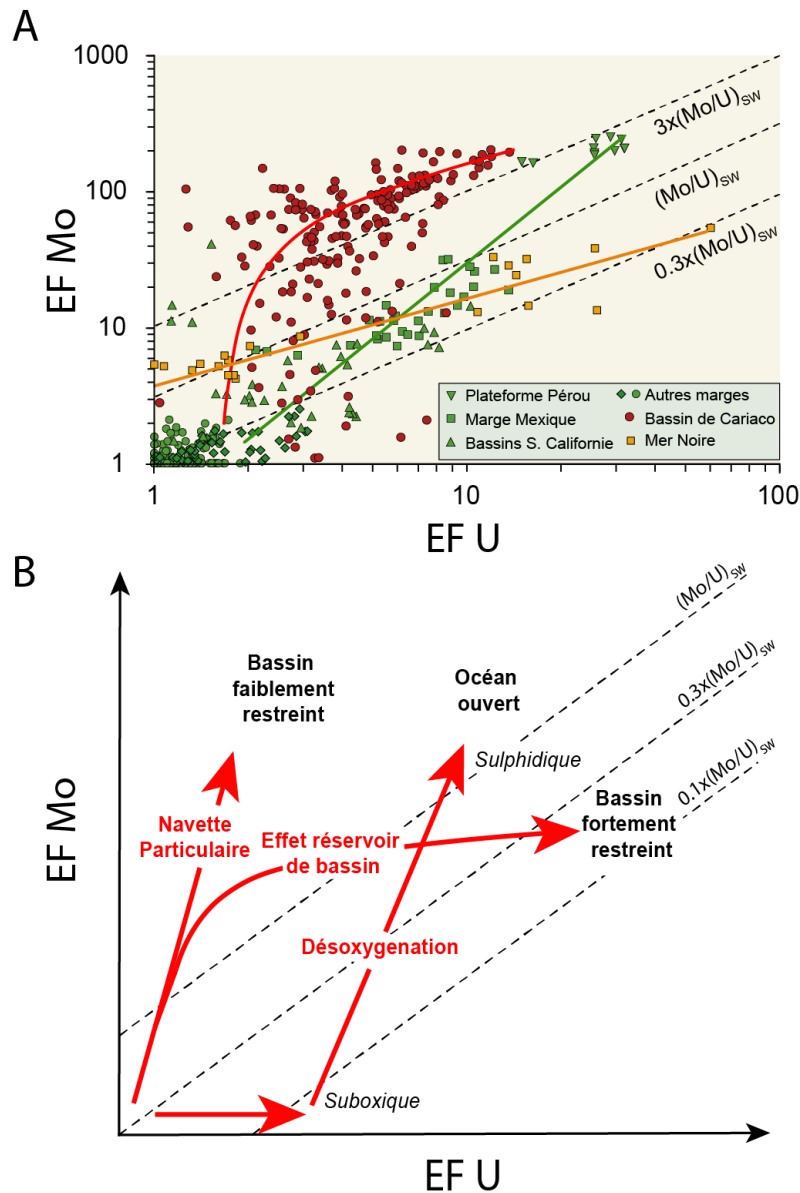 A
1000
100
10
1
EF Mo
3x(Mo/U)SW
(Mo/U)SW
0.3x(Mo/U)SW
Plateforme Pérou
Marge Mexique
Bassins S. Californie
Autres marges
Bassin de Cariaco
Mer Noire
1
10
100
EF U
B
EF Mo
(Mo/U)SW
0.3x(Mo/U)SW
0.1x(Mo/U)SW
Bassin
faiblement
restreint
Océan
ouvert
Sulphidique
Navette
Particulaire
Effet réservoir
de bassin
Bassin
fortement
restreint
Désoxygenation
Suboxique
EF U